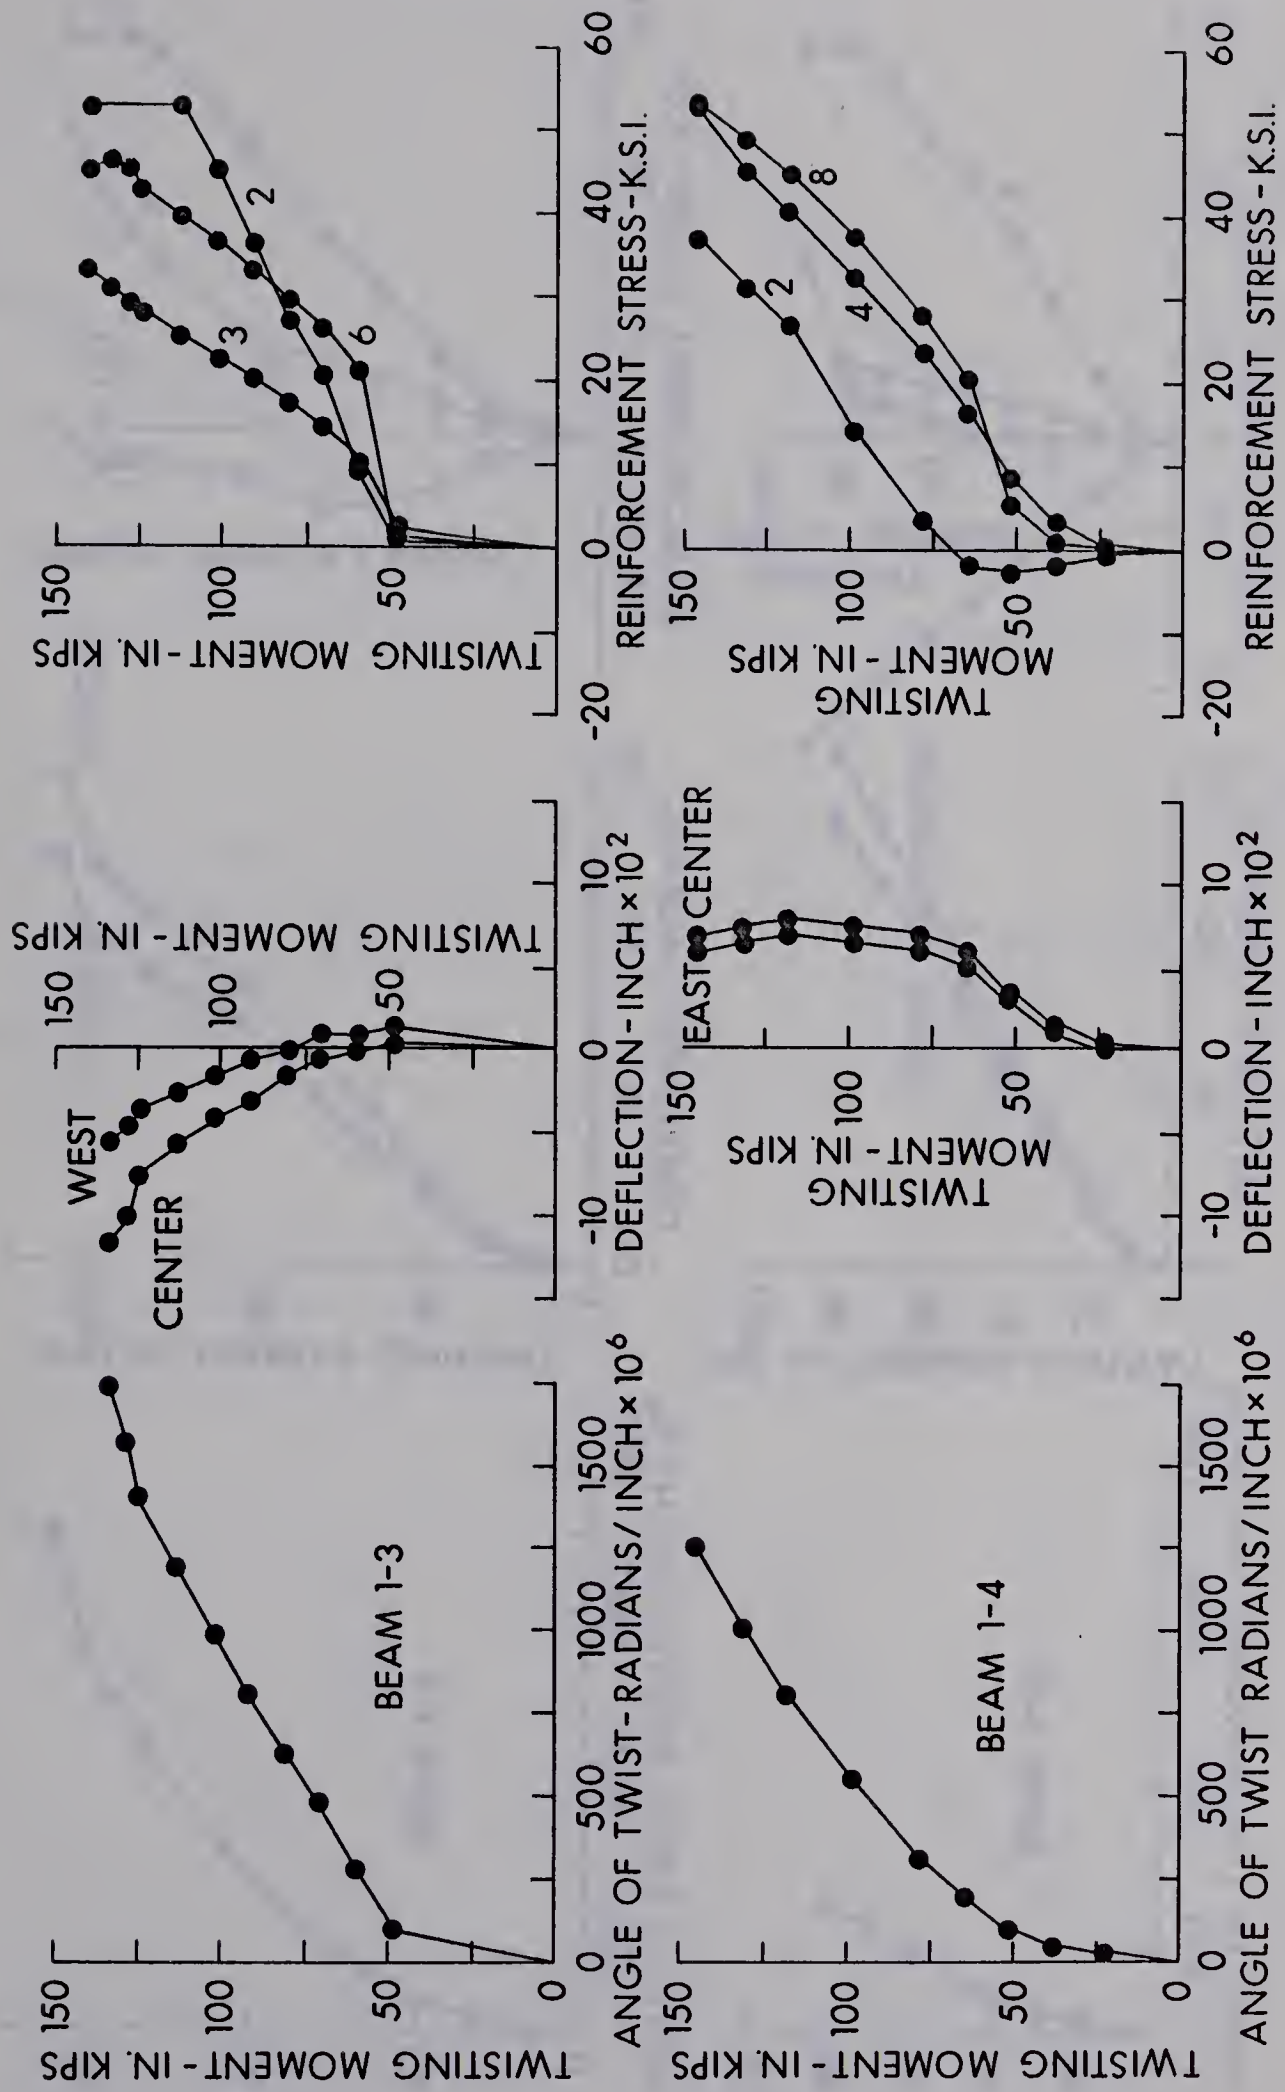 150
100
50
0
TWISTING MOMENT-IN. KIPS
0 500 1000 1500
ANGLE OF TWIST-RADIANS/INCH×10⁶
BEAM 1-3
WEST
CENTER
150
100
50
TWISTING MOMENT-IN. KIPS
-10 0 10
DEFLECTION-INCH×10²
150
100
50
TWISTING MOMENT-IN. KIPS
3
2
6
-20 0 20 40 60
REINFORCEMENT STRESS-K.S.I.
150
100
50
0
TWISTING MOMENT-IN. KIPS
0 500 1000 1500
ANGLE OF TWIST RADIANS/INCH×10⁶
BEAM 1-4
EAST
CENTER
150
100
50
TWISTING
MOMENT-IN. KIPS
-10 0 10
DEFLECTION-INCH×10²
150
100
50
TWISTING
MOMENT-IN. KIPS
2
4
8
-20 0 20 40 60
REINFORCEMENT STRESS-K.S.I.